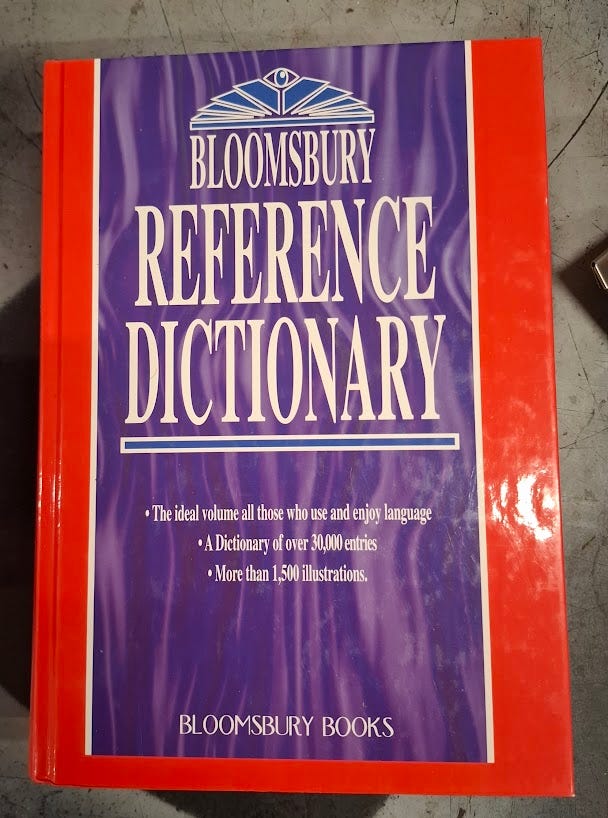 BLOOMSBURY
REFERENCE
DICTIONARY
• The ideal volume all those who use and enjoy language
• A Dictionary of over 30,000 entries
• More than 1,500 illustrations.
BLOOMSBURY BOOKS